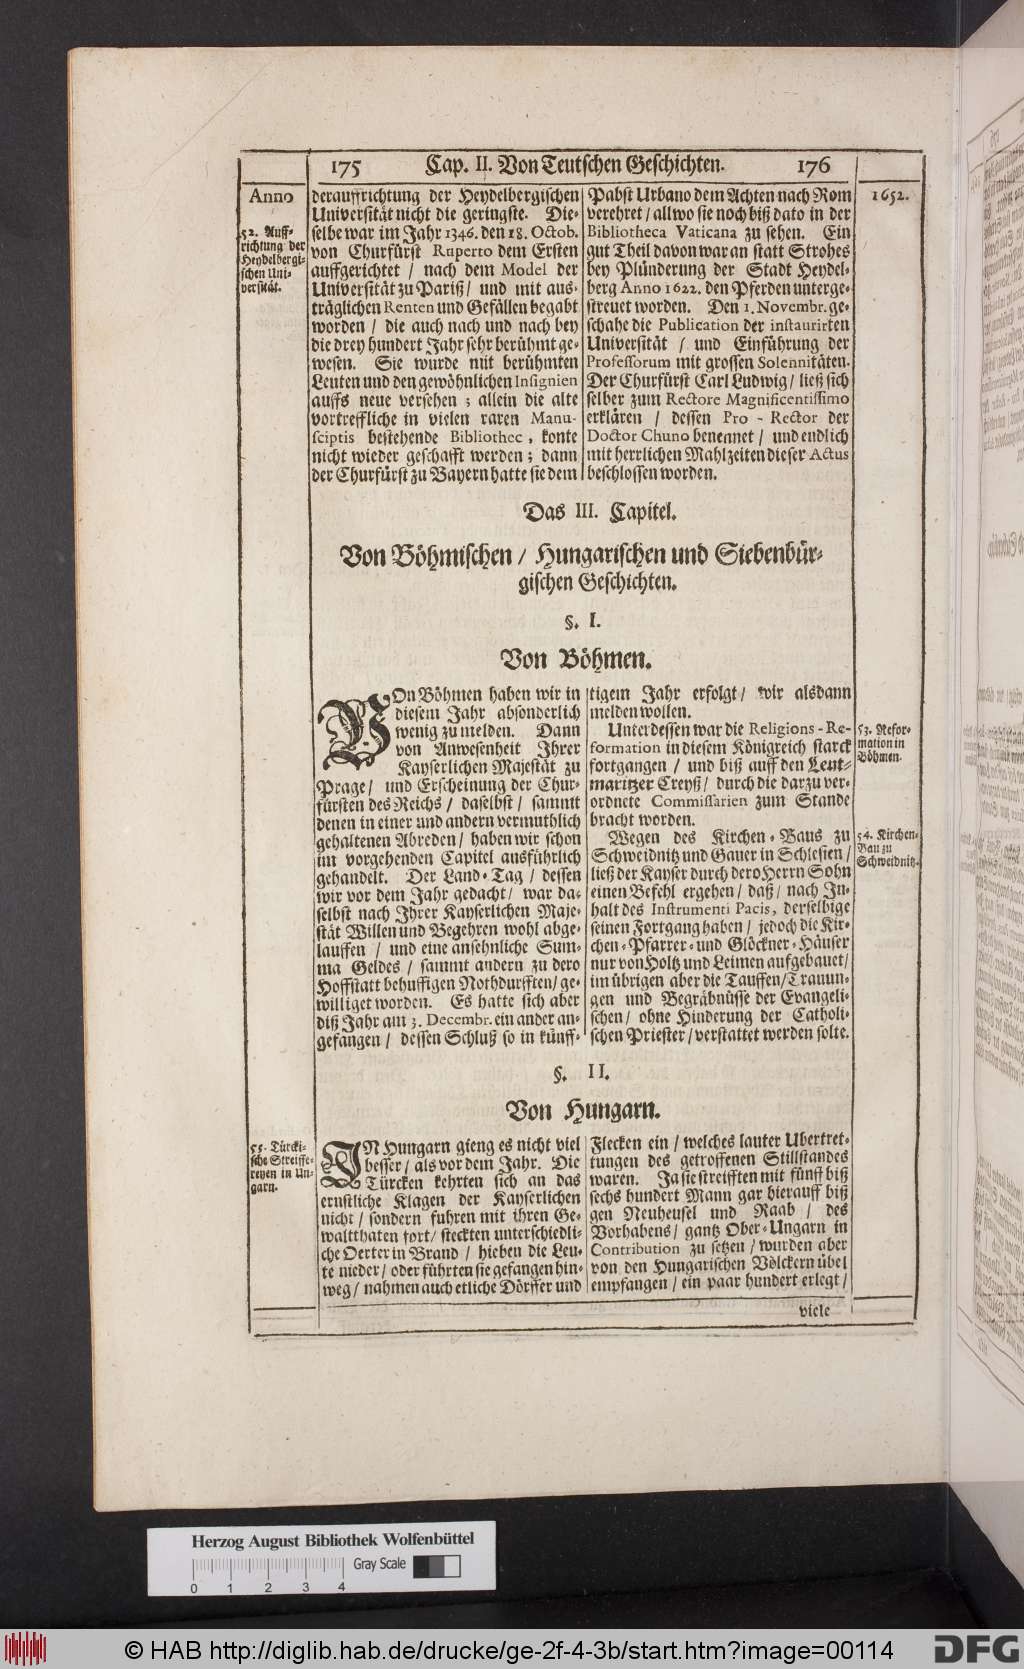 175 Cap. II. Von Teutschen Geschichten. 176
Anno
1652.
52. Auff-
richtung der
Heydelbergi-
schen Uni-
versität.
derauffrichtung der Heydelbergischen
Universität nicht die geringste. Die-
selbe war im Jahr 1346. den 18. Octob.
von Churfürst Ruperto dem Ersten
auffgerichtet / nach dem Model der
Universität zu Pariß / und mit aus-
träglichen Renten und Gefällen begabt
worden / die auch nach und nach bey
die drey hundert Jahr sehr berühmt ge-
wesen. Sie wurde mit berühmten
Leuten und den gewöhnlichen Insignien
auffs neue versehen ; allein die alte
vortreffliche in vielen raren Manu-
sciptis bestehende Bibliothec, konte
nicht wieder geschafft werden ; dann
der Churfürst zu Bayern hatte sie dem
Pabst Urbano dem Achten nach Rom
verehret / allwo sie noch biß dato in der
Bibliotheca Vaticana zu sehen. Ein
gut Theil davon war an statt Strohes
bey Plünderung der Stadt Heydel-
berg Anno 1622. den Pferden unterge-
streuet worden. Den 1. Novembr. ge-
schahe die Publication der instaurirten
Universität / und Einführung der
Professorum mit grossen Solennitäten.
Der Churfürst Carl Ludwig / ließ sich
selber zum Rectore Magnificentissimo
erklären / dessen Pro-Rector der
Doctor Chuno benennet / und endlich
mit herrlichen Mahlzeiten dieser Actus
beschlossen worden.
Das III. Capitel.
Von Böhmischen / Hungarischen und Siebenbür-
gischen Geschichten.
§. I.
Von Böhmen.
VOn Böhmen haben wir in
diesem Jahr absonderlich
wenig zu melden. Dann
von Anwesenheit Ihrer
Kayserlichen Majestät zu
Prage / und Erscheinung der Chur-
fürsten des Reichs / daselbst / sammt
denen in einer und andern vermuthlich
gehaltenen Abreden / haben wir schon
im vorgehenden Capitel ausführlich
gehandelt. Der Land-Tag / dessen
wir vor dem Jahr gedacht / war da-
selbst nach Ihrer Kayserlichen Maje-
stät Willen und Begehren wohl abge-
lauffen / und eine ansehnliche Sum-
ma Geldes / sammt andern zu dero
Hoffstatt behuffigen Nothdurfften / ge-
williget worden. Es hatte sich aber
diß Jahr am 3. Decembr. ein ander an-
gefangen / dessen Schluß so in künff-
tigem Jahr erfolgt / wir alsdann
melden wollen.
Unterdessen war die Religions-Re-
formation in diesem Königreich starck
fortgangen / und biß auff den Leut-
maritzer Creyß / durch die darzu ver-
ordnete Commissarien zum Stande
bracht worden.
Wegen des Kirchen-Baus zu
Schweidnitz und Gauer in Schlesien /
ließ der Kayser durch dero Herrn Sohn
einen Befehl ergehen / daß / nach In-
halt des Instrumenti Pacis, derselbige
seinen Fortgang haben / jedoch die Kir-
chen-Pfarrer- und Glöckner-Häuser
nur von Holtz und Leimen aufgebauet /
im übrigen aber die Tauffen / Trauun-
gen und Begräbnüsse der Evangeli-
schen / ohne Hinderung der Catholi-
schen Priester / verstattet werden solte.
53. Refor-
mation in
Böhmen.
54. Kirchen-
Bau zu
Schweidnitz.
§. II.
Von Hungarn.
55. Türcki-
sche Streiffe-
reyen in Un-
garn.
IN Hungarn gieng es nicht viel
besser / als vor dem Jahr. Die
Türcken kehrten sich an das
ernstliche Klagen der Kayserlichen
nicht / sondern fuhren mit ihren Ge-
waltthaten fort / steckten unterschiedli-
che Oerter in Brand / hieben die Leu-
te nieder / oder führten sie gefangen hin-
weg / nahmen auch etliche Dörffer und
Flecken ein / welches lauter Ubertret-
tungen des getroffenen Stillstandes
waren. Ja sie streifften mit fünff biß
sechs hundert Mann gar hierauff biß
gen Neuheusel und Raab / des
Vorhabens / gantz Ober-Ungarn in
Contribution zu setzen / wurden aber
von den Hungarischen Völckern übel
empfangen / ein paar hundert erlegt /
viele
Herzog August Bibliothek Wolfenbüttel
Gray Scale
0 1 2 3 4
© HAB http://diglib.hab.de/drucke/ge-2f-4-3b/start.htm?image=00114
DFG